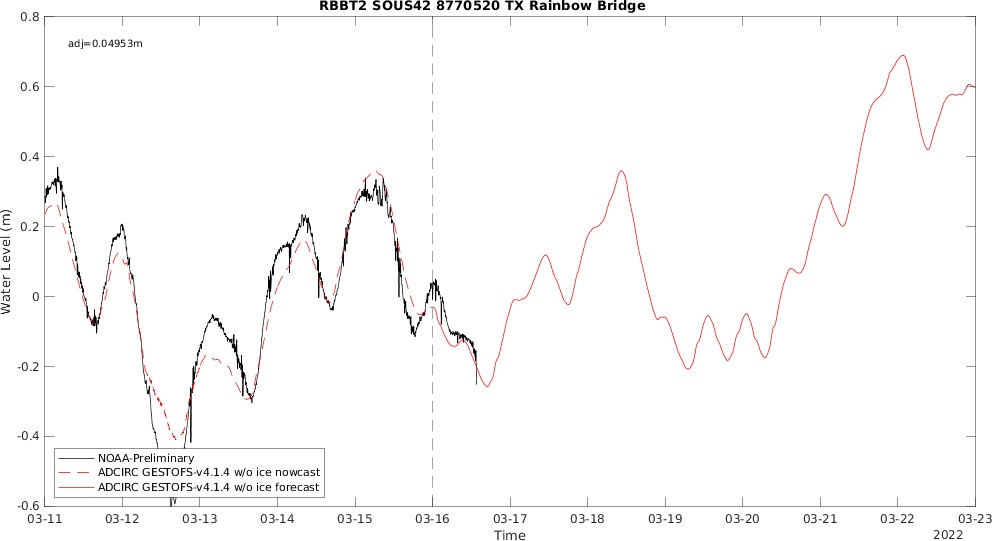 RBBT2 SOUS42 8770520 TX Rainbow Bridge
adj=0.04953m
Water Level (m)
0.8
0.6
0.4
0.2
0
-0.2
-0.4
-0.6
NOAA-Preliminary
ADCIRC GESTOFS-v4.1.4 w/o ice nowcast
ADCIRC GESTOFS-v4.1.4 w/o ice forecast
03-11 03-12 03-13 03-14 03-15 03-16 03-17 03-18 03-19 03-20 03-21 03-22 03-23
Time
2022